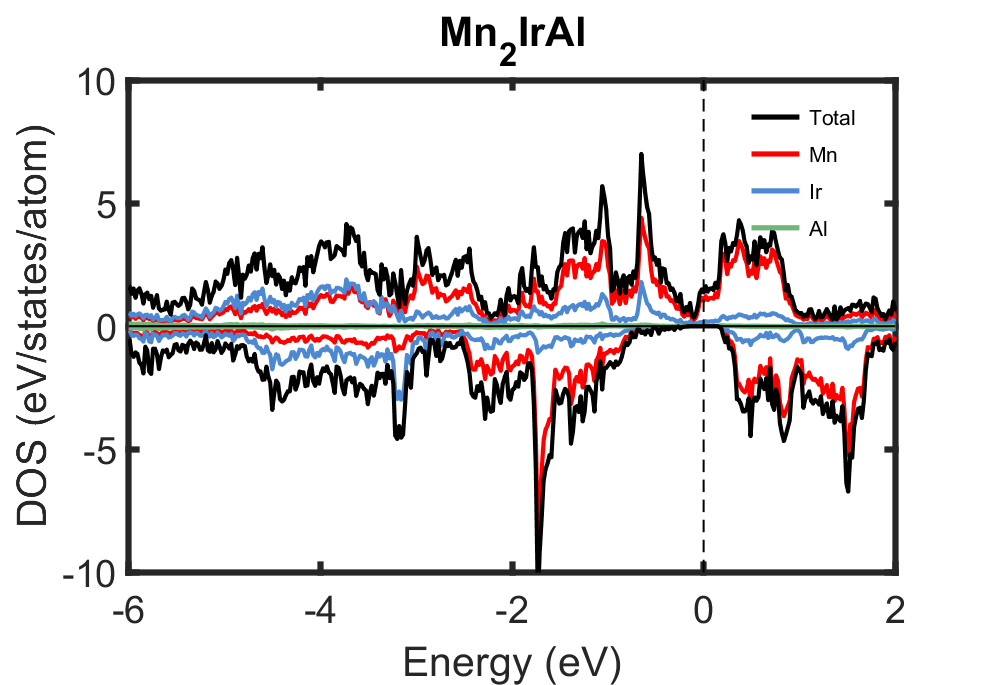 Mn2IrAl
10
5
0
-5
-10
DOS (eV/states/atom)
Total
Mn
Ir
Al
-6
-4
-2
0
2
Energy (eV)